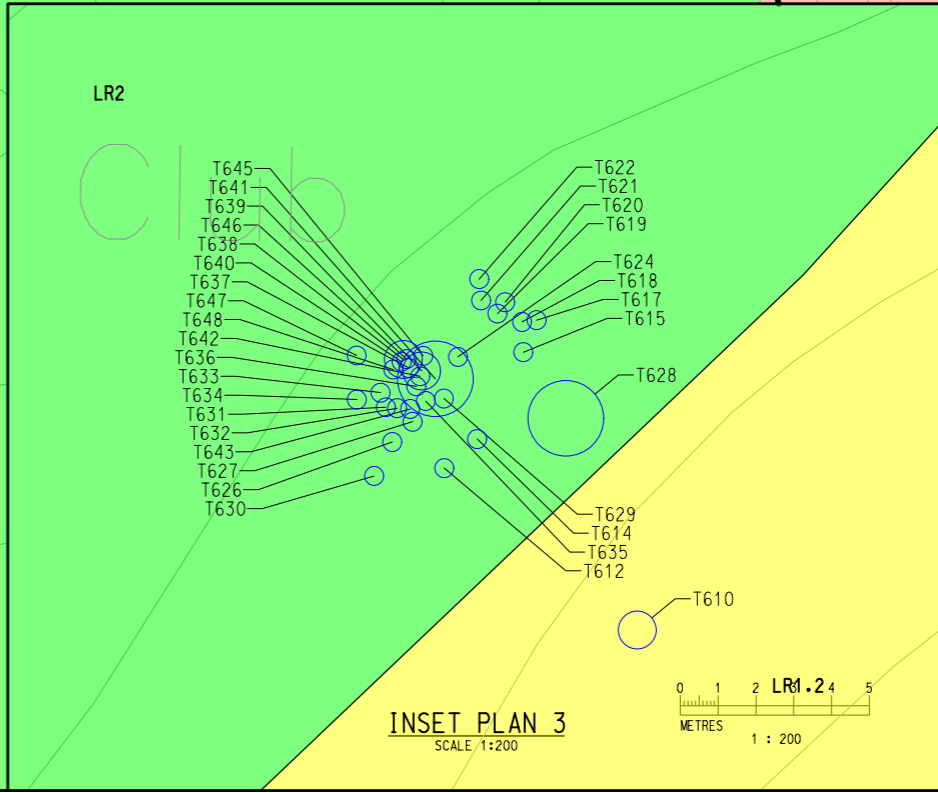 LR2
Club
T645
T641
T639
T646
T638
T640
T637
T647
T648
T642
T636
T633
T634
T631
T632
T643
T627
T626
T630
T622
T621
T620
T619
T624
T618
T617
T615
T628
T629
T614
T635
T612
T610
LR1.2
0 1 2 3 4 5
METRES
1 : 200
INSET PLAN 3
SCALE 1:200